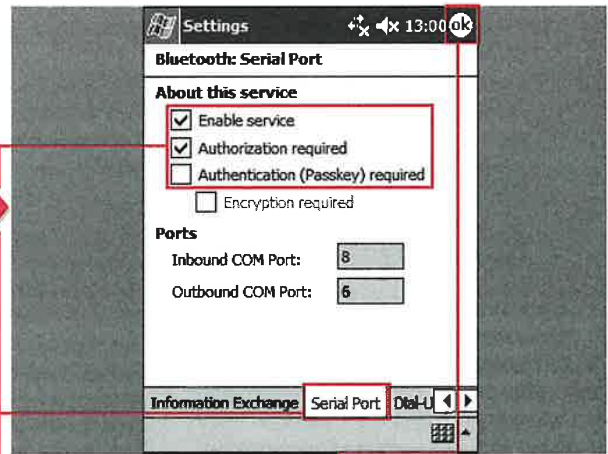 Settings 13:00 ok
Bluetooth: Serial Port
About this service
Enable service
Authorization required
Authentication (Passkey) required
Encryption required
Ports
Inbound COM Port: 8
Outbound COM Port: 6
Information Exchange Serial Port Dial-U